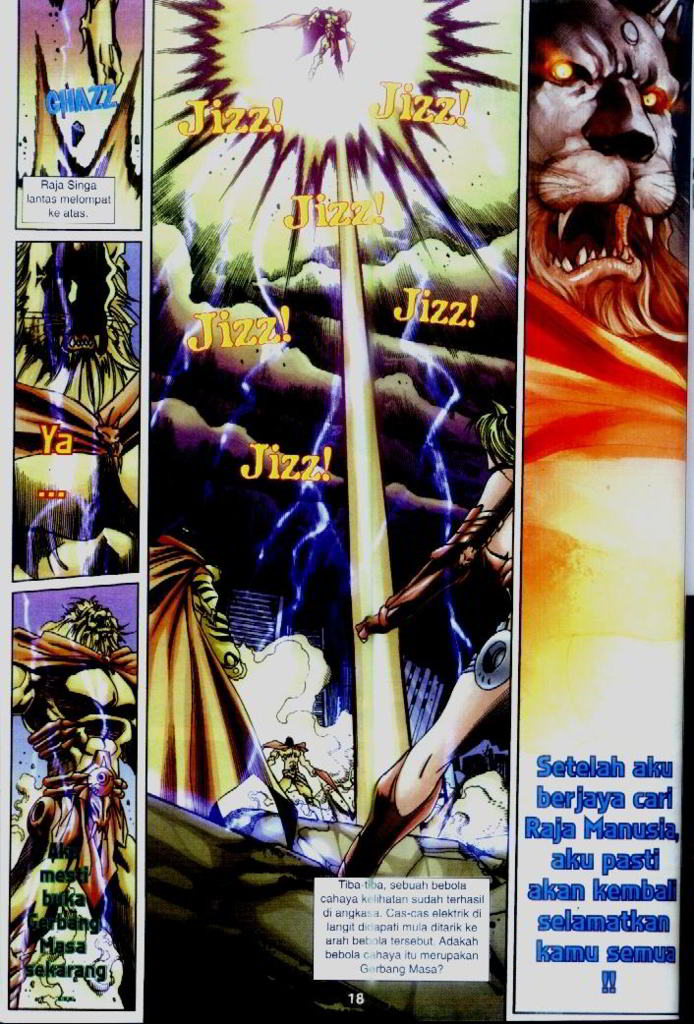 CHAZZ
Raja Singa
lantas melompat
ke atas.
Ya
...
Aku
mesti
buka
Gerbang
Masa
sekarang
Jizz!
Jizz!
Jizz!
Jizz!
Jizz!
Jizz!
Tiba-tiba, sebuah bebola
cahaya kelihatan sudah terhasil
di angkasa. Cas-cas elektrik di
langit didapati mula ditarik ke
arah bebola tersebut. Adakah
bebola cahaya itu merupakan
Gerbang Masa?
18
Setelah aku
berjaya cari
Raja Manusia,
aku pasti
akan kembali
selamatkan
kamu semua
!!